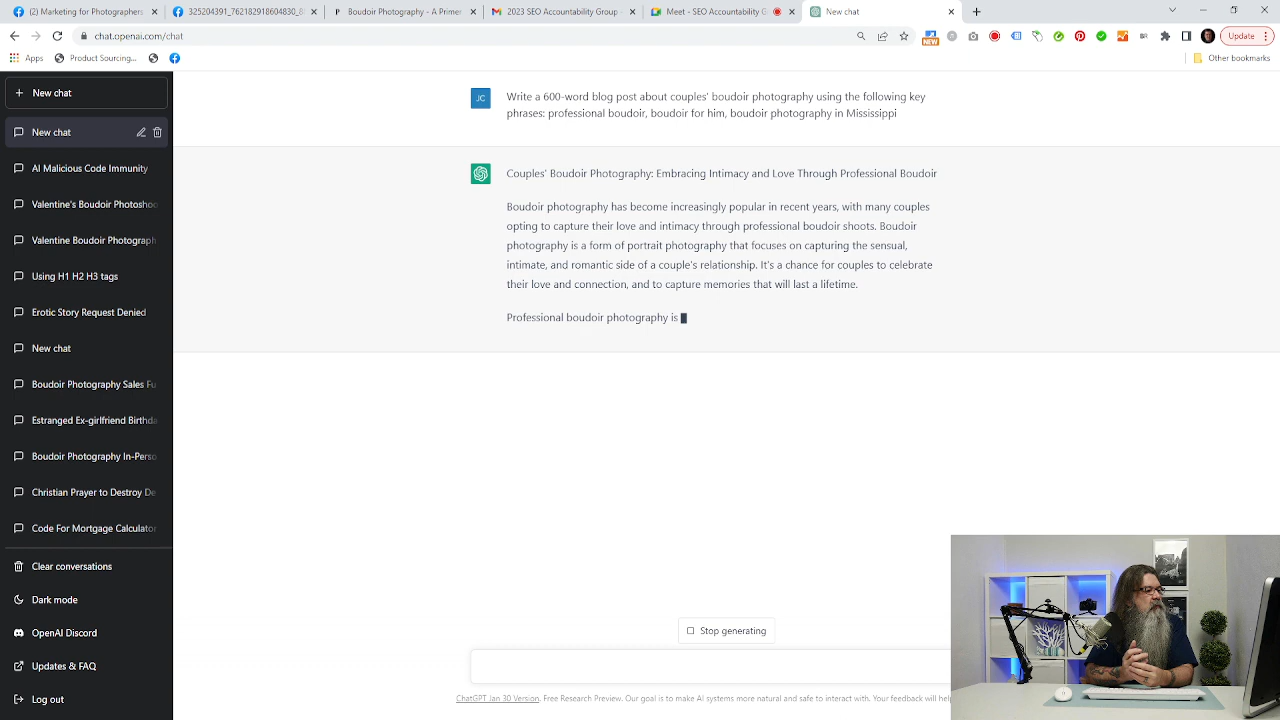 (2) Marketing for Photographers
325204391_762182918604830_8
Boudoir Photography - A Primer
2023 SEO Accountability Group -
Meet - SEO Accountability G
New chat
chat.openai.com/chat
NEW
Update
Apps
Product Sourcing...
Other bookmarks
New chat
New chat
AI Malicious Code Immunity
Valentine's Boudoir Photoshoo
Valentine Boudoir Photograph
Using H1 H2 H3 tags
Erotic Story Request Denied
New chat
Boudoir Photography Sales Fu
Estranged Ex-girlfriend Birthda
Boudoir Photography In-Perso
Christian Prayer to Destroy De
Code For Mortgage Calculator
Clear conversations
Dark mode
Discord
Updates & FAQ
Log out
JC
Write a 600-word blog post about couples' boudoir photography using the following key
phrases: professional boudoir, boudoir for him, boudoir photography in Mississippi
Couples' Boudoir Photography: Embracing Intimacy and Love Through Professional Boudoir
Boudoir photography has become increasingly popular in recent years, with many couples
opting to capture their love and intimacy through professional boudoir shoots. Boudoir
photography is a form of portrait photography that focuses on capturing the sensual,
intimate, and romantic side of a couple's relationship. It's a chance for couples to celebrate
their love and connection, and to capture memories that will last a lifetime.
Professional boudoir photography is
Stop generating
ChatGPT Jan 30 Version. Free Research Preview. Our goal is to make AI systems more natural and safe to interact with. Your feedback will help